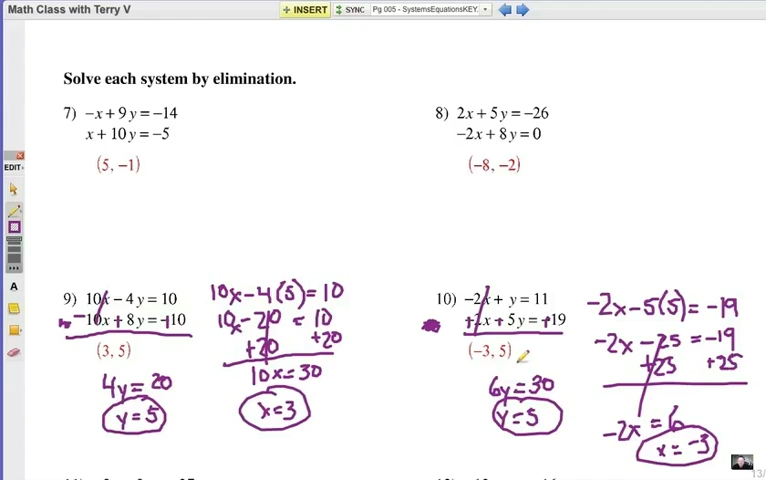 Math Class with Terry V
INSERT
SYNC
Pg 005 - SystemsEquationsKEY.
EDIT
A
Solve each system by elimination.
7) −x + 9y = −14
x + 10y = −5
(5, −1)
8) 2x + 5y = −26
−2x + 8y = 0
(−8, −2)
9) 10x − 4y = 10
−10x + 8y = +10
(3, 5)
4y = 20
y = 5
10x − 4(5) = 10
10x − 20 = 10
+20 +20
10x = 30
x = 3
10) −2x + y = 11
+2x + 5y = +19
(−3, 5)
6y = 30
y = 5
−2x − 5(5) = −19
−2x − 25 = −19
+25 +25
−2x = 6
x = −3